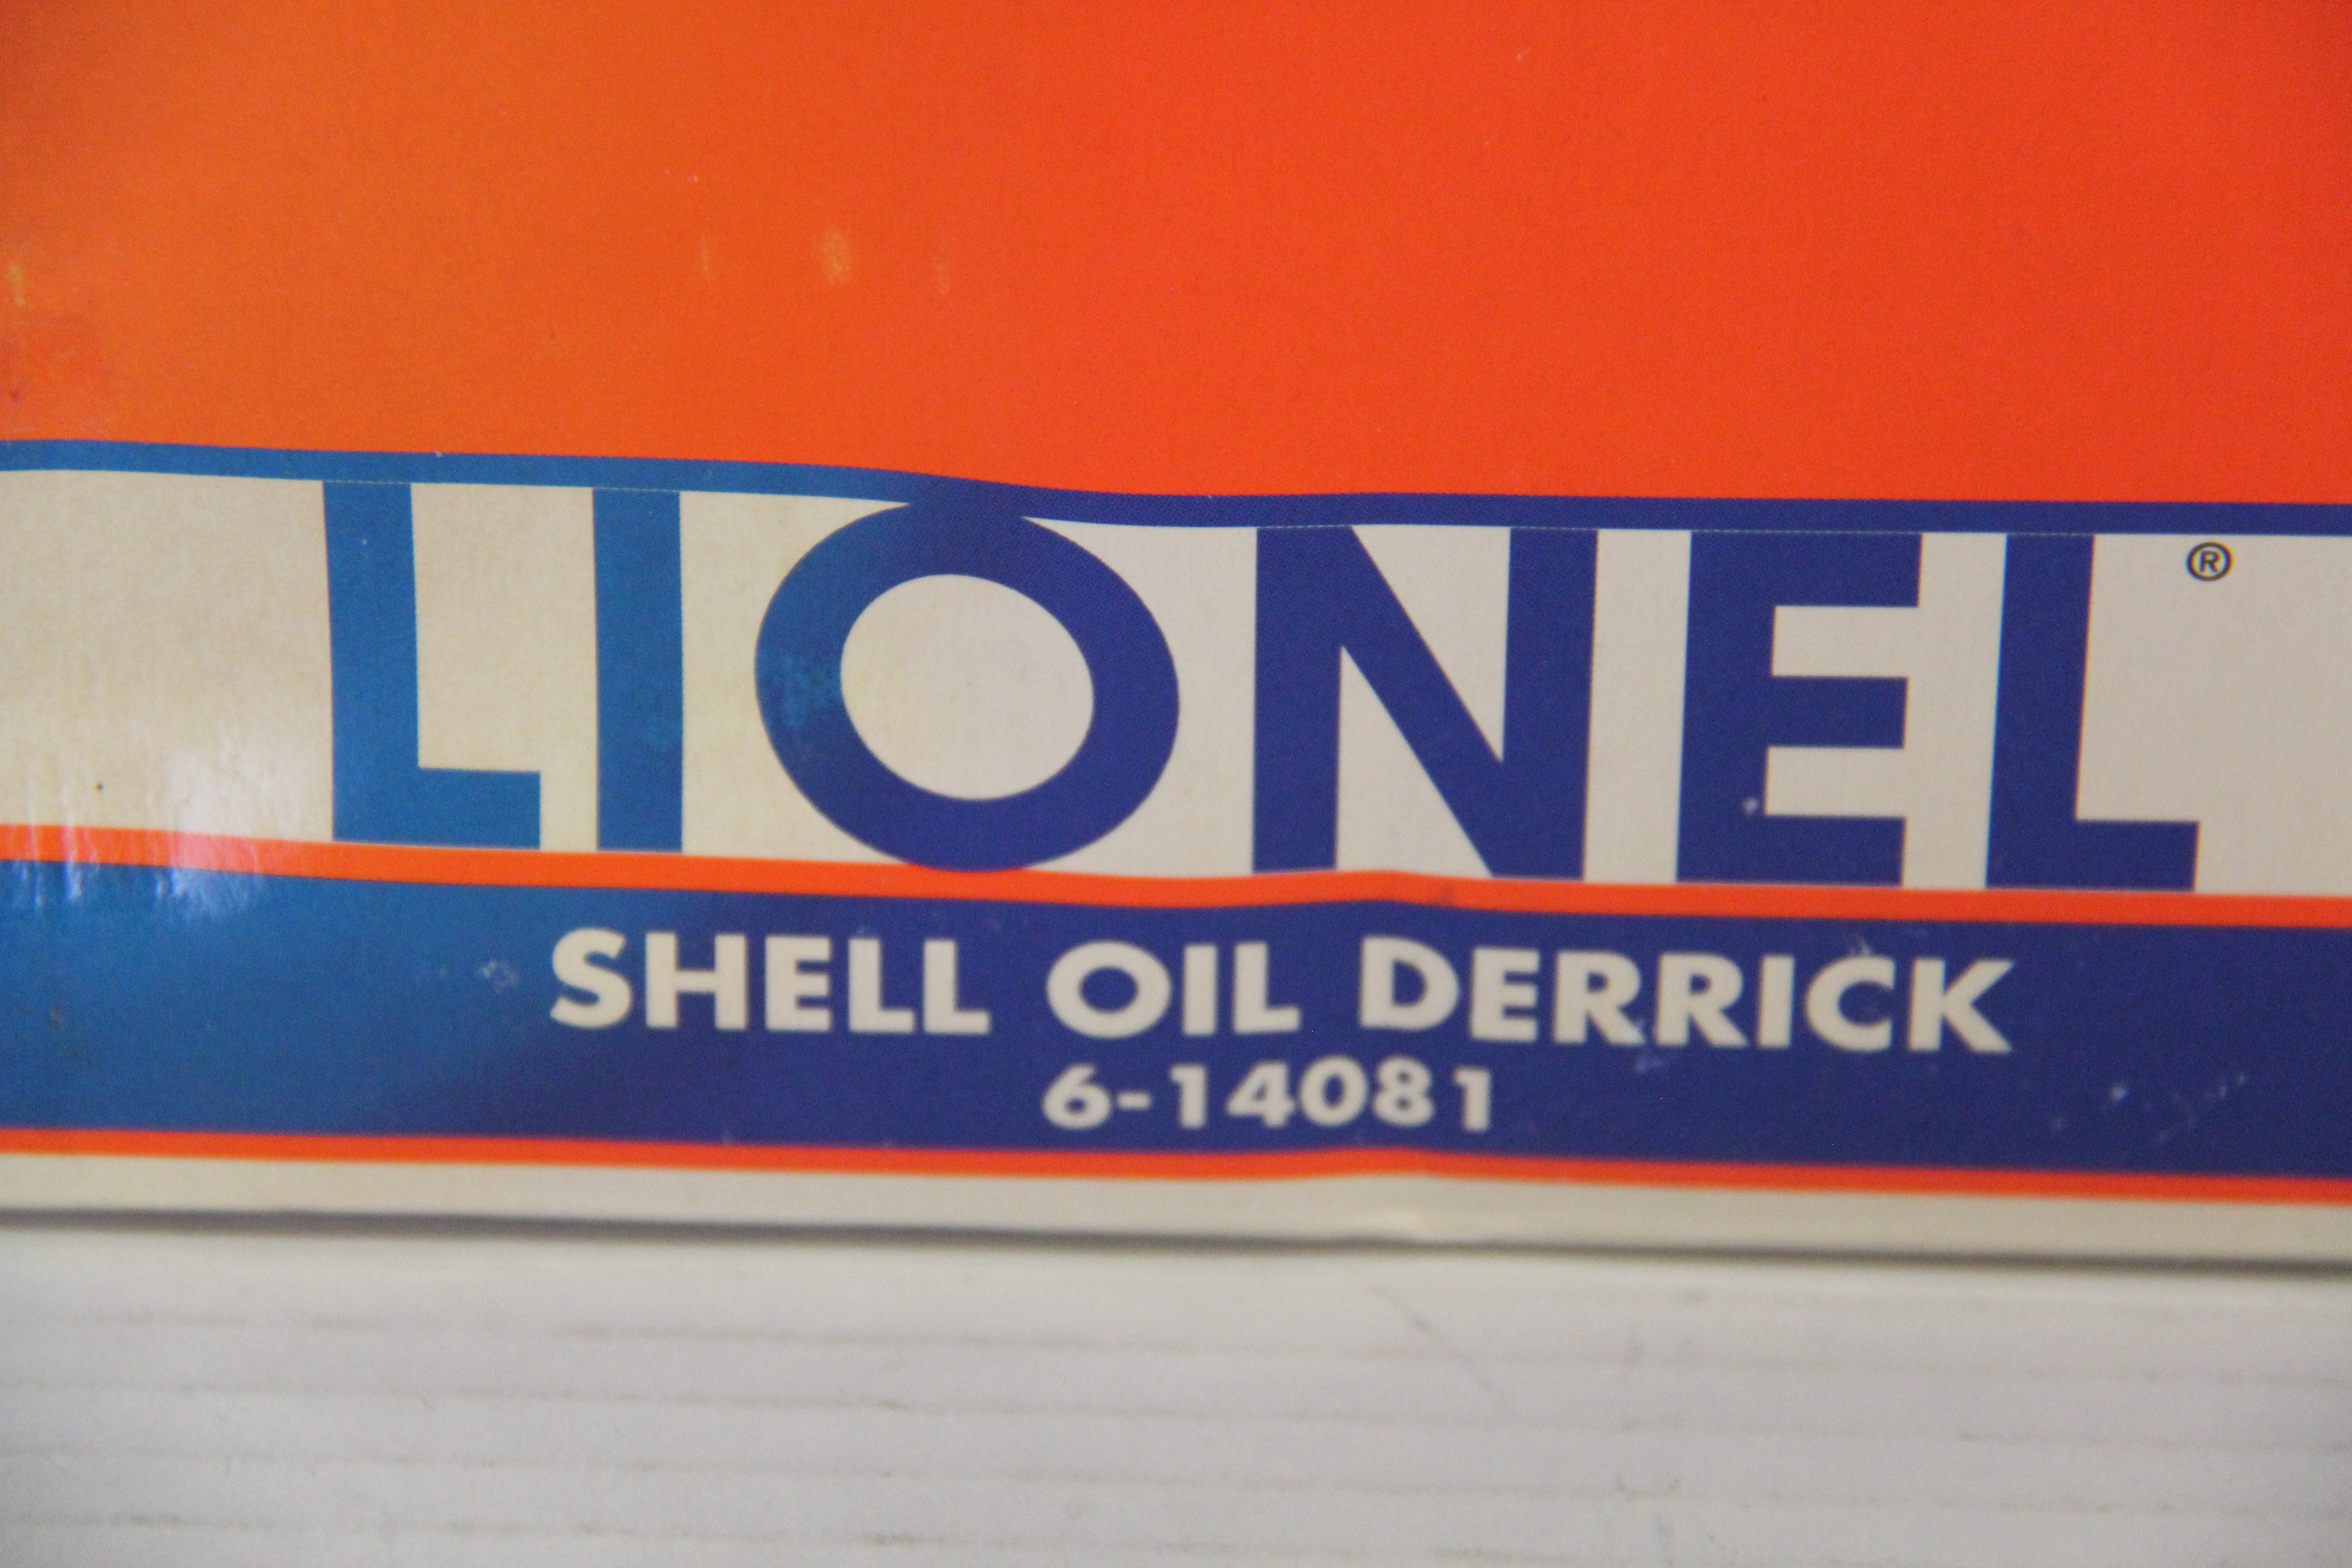 LIONEL®
SHELL OIL DERRICK
6-14081